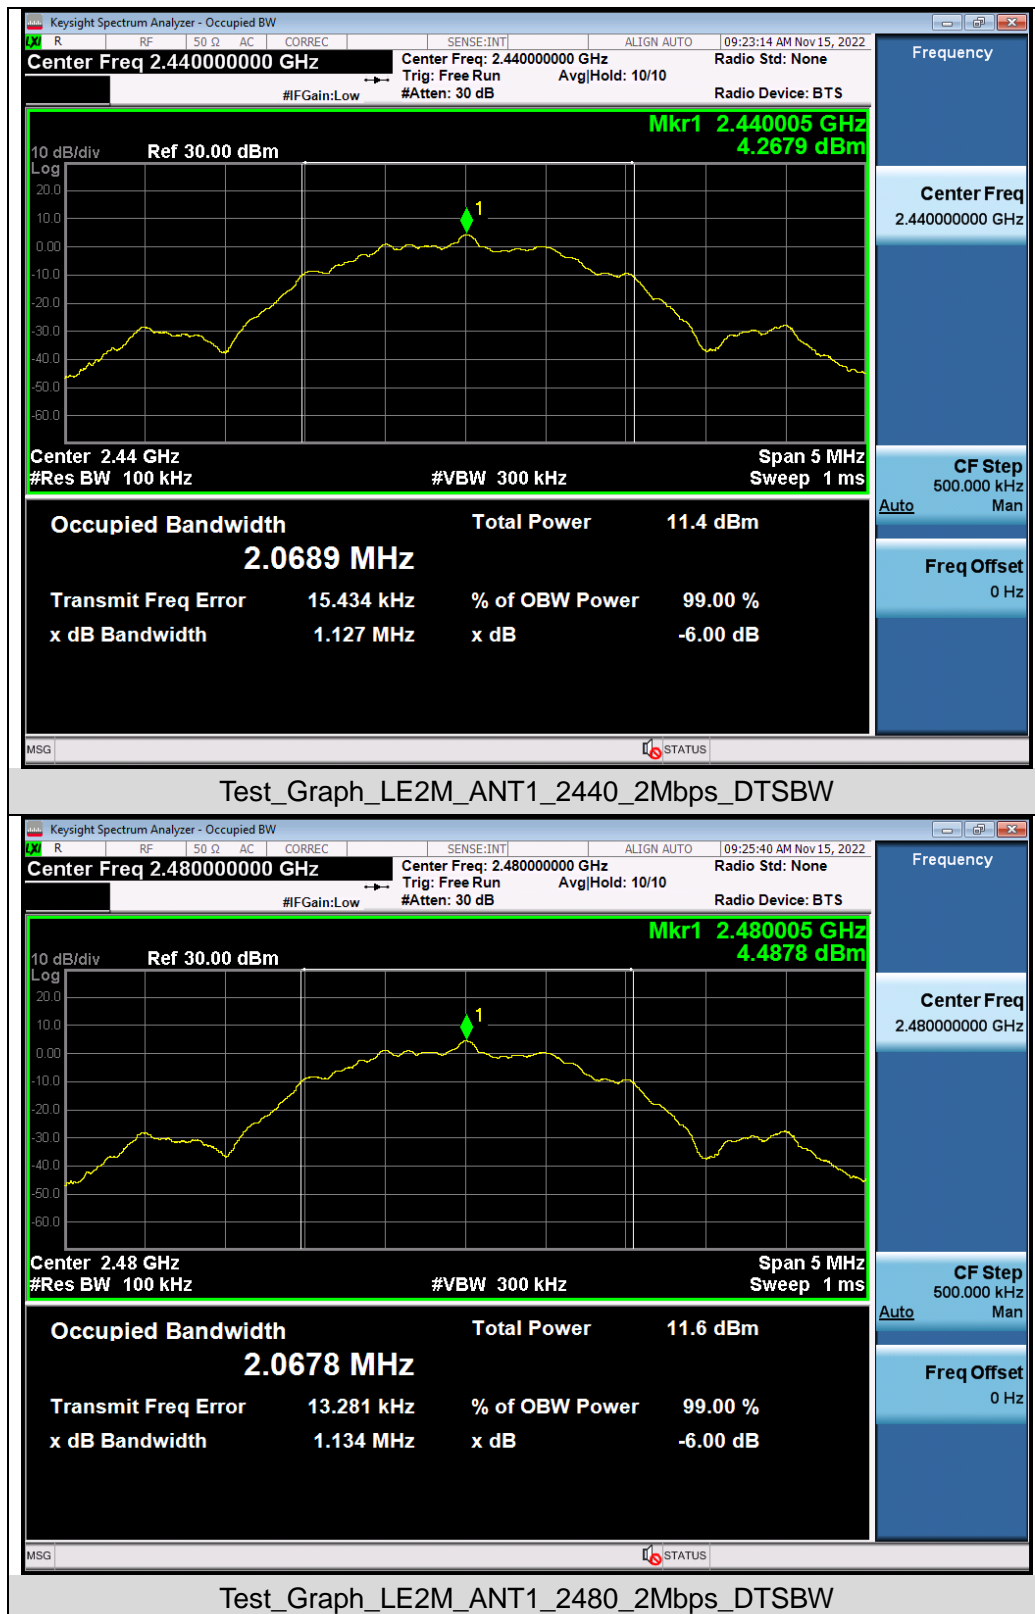 Keysight Spectrum Analyzer - Occupied BW
LXI R RF 50 Ω AC CORREC SENSE:INT ALIGN AUTO 09:23:14 AM Nov 15, 2022
Center Freq 2.440000000 GHz Center Freq: 2.440000000 GHz Radio Std: None
Trig: Free Run Avg|Hold: 10/10
#IFGain:Low #Atten: 30 dB Radio Device: BTS
Frequency
Mkr1 2.440005 GHz
10 dB/div Ref 30.00 dBm 4.2679 dBm
Log
20.0
10.0
1
0.00
-10.0
-20.0
-30.0
-40.0
-50.0
-60.0
Center 2.44 GHz Span 5 MHz
#Res BW 100 kHz #VBW 300 kHz Sweep 1 ms
Center Freq
2.440000000 GHz
CF Step
500.000 kHz
Auto Man
Freq Offset
0 Hz
Occupied Bandwidth Total Power 11.4 dBm
2.0689 MHz
Transmit Freq Error 15.434 kHz % of OBW Power 99.00 %
x dB Bandwidth 1.127 MHz x dB -6.00 dB
MSG STATUS
Test_Graph_LE2M_ANT1_2440_2Mbps_DTSBW
Keysight Spectrum Analyzer - Occupied BW
LXI R RF 50 Ω AC CORREC SENSE:INT ALIGN AUTO 09:25:40 AM Nov 15, 2022
Center Freq 2.480000000 GHz Center Freq: 2.480000000 GHz Radio Std: None
Trig: Free Run Avg|Hold: 10/10
#IFGain:Low #Atten: 30 dB Radio Device: BTS
Frequency
Mkr1 2.480005 GHz
10 dB/div Ref 30.00 dBm 4.4878 dBm
Log
20.0
10.0
1
0.00
-10.0
-20.0
-30.0
-40.0
-50.0
-60.0
Center 2.48 GHz Span 5 MHz
#Res BW 100 kHz #VBW 300 kHz Sweep 1 ms
Center Freq
2.480000000 GHz
CF Step
500.000 kHz
Auto Man
Freq Offset
0 Hz
Occupied Bandwidth Total Power 11.6 dBm
2.0678 MHz
Transmit Freq Error 13.281 kHz % of OBW Power 99.00 %
x dB Bandwidth 1.134 MHz x dB -6.00 dB
MSG STATUS
Test_Graph_LE2M_ANT1_2480_2Mbps_DTSBW